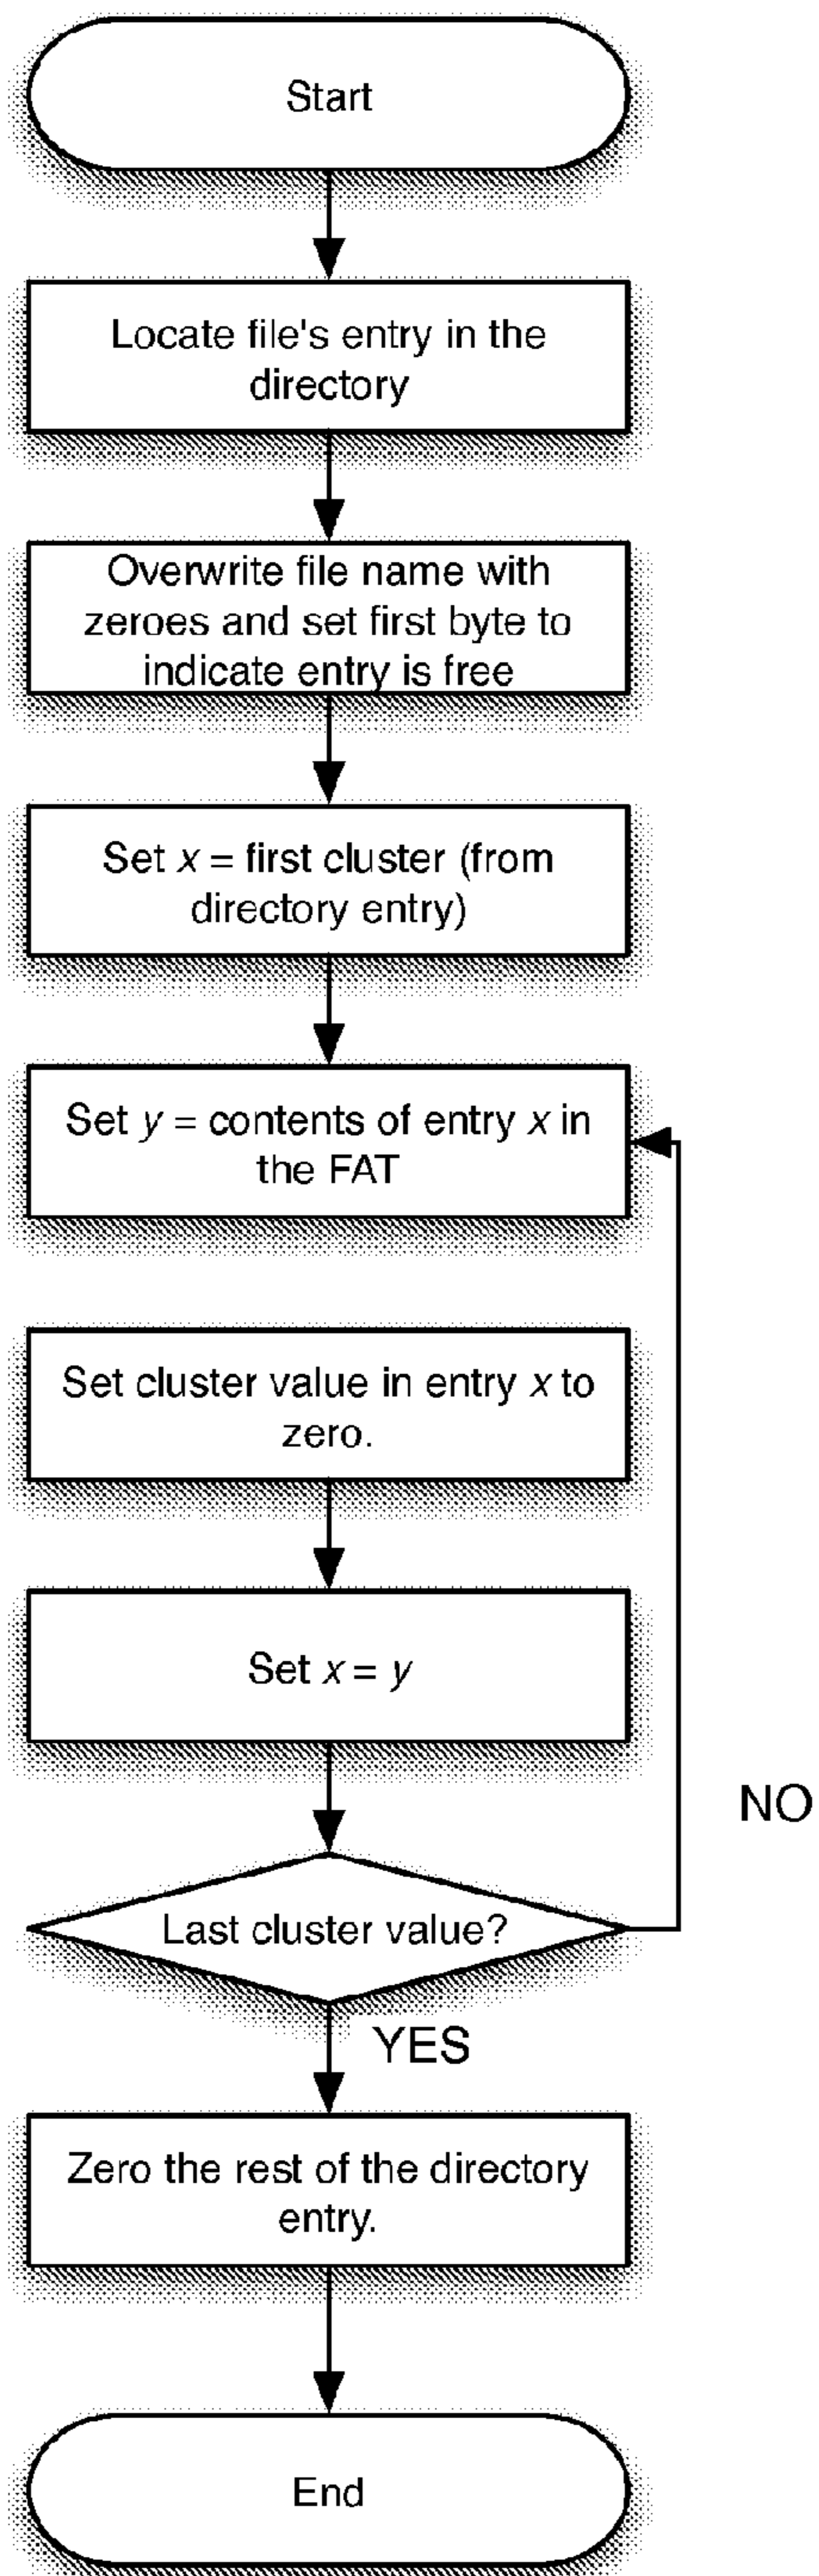 Start
Locate file's entry in the
directory
Overwrite file name with
zeroes and set first byte to
indicate entry is free
Set x = first cluster (from
directory entry)
Set y = contents of entry x in
the FAT
Set cluster value in entry x to
zero.
Set x = y
NO
Last cluster value?
YES
Zero the rest of the directory
entry.
End